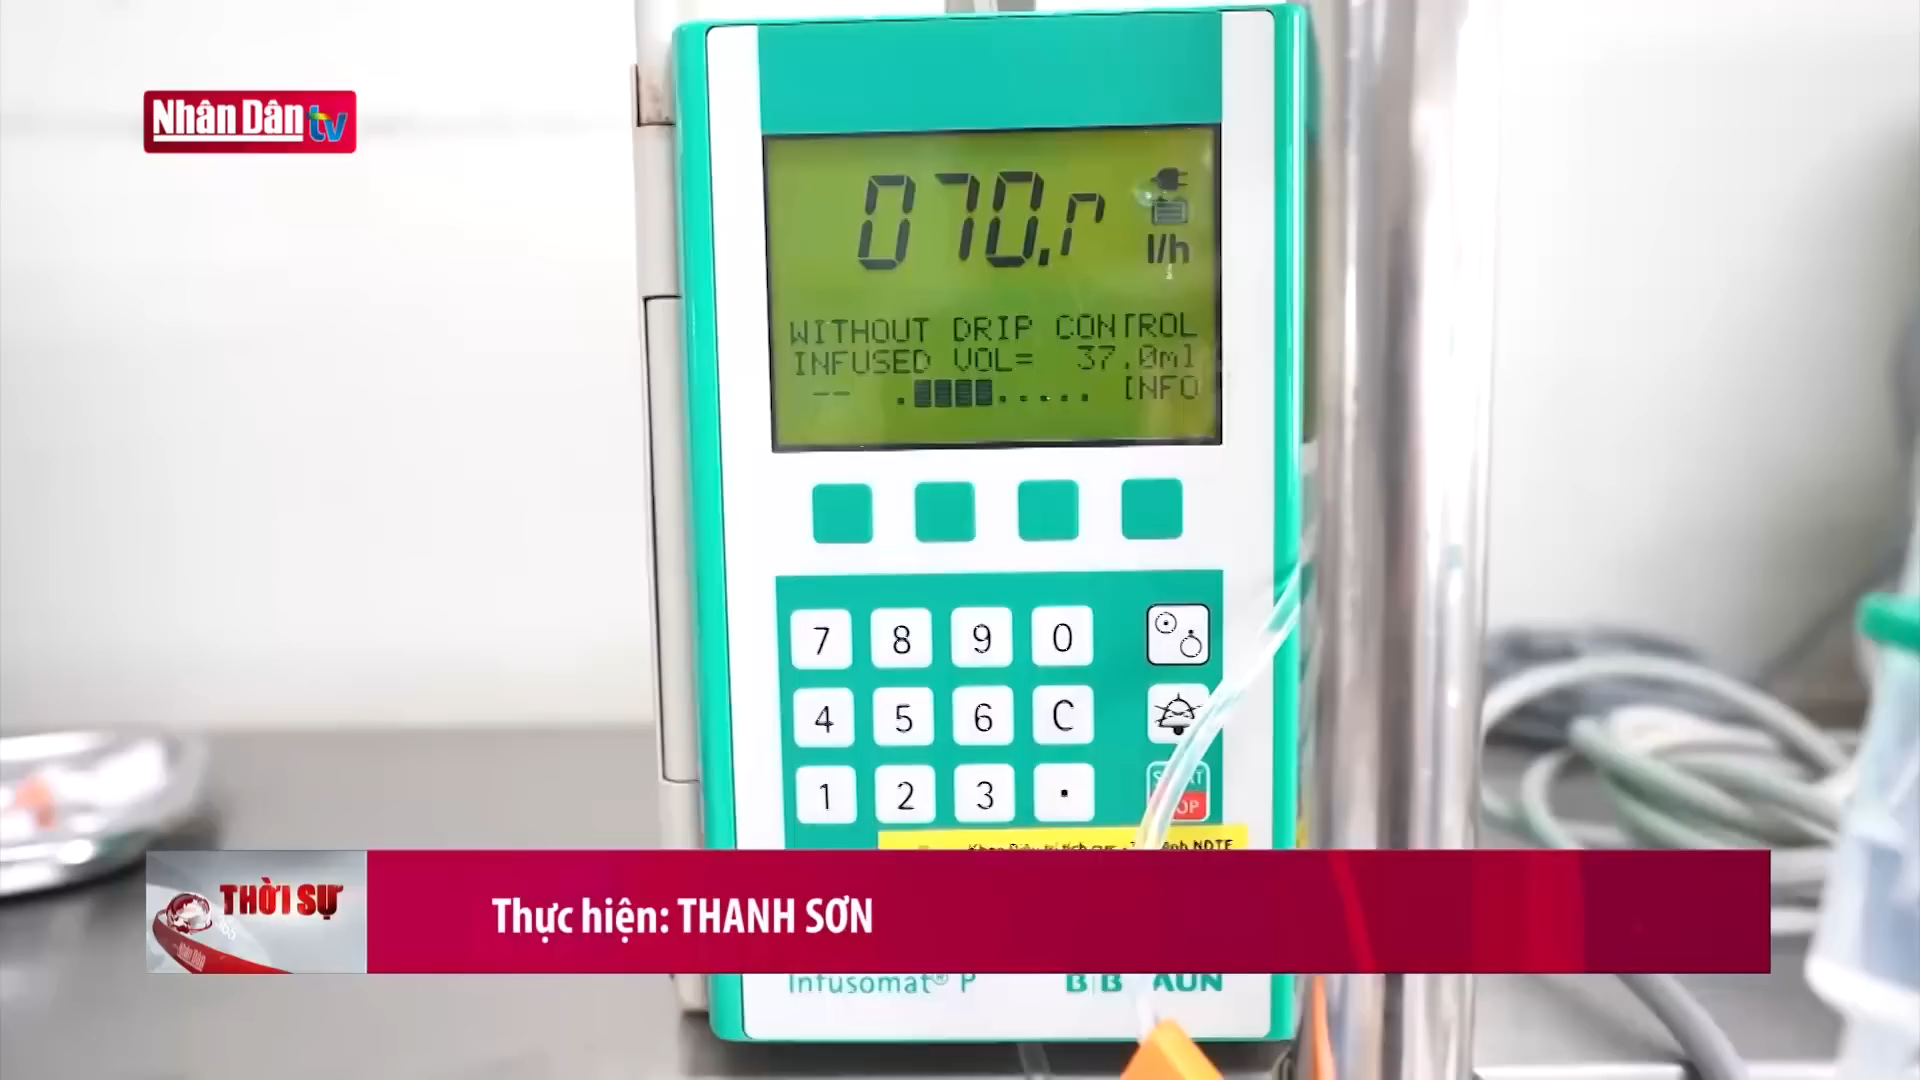 Nhân Dân tv
070.r
l/h
WITHOUT DRIP CONTROL
INFUSED VOL= 37.0ml
-- INFO
7 8 9 0
4 5 6 C
1 2 3 .
NDTE
THỜI SỰ
Thực hiện: THANH SƠN
Infusomat® P
B|BRAUN